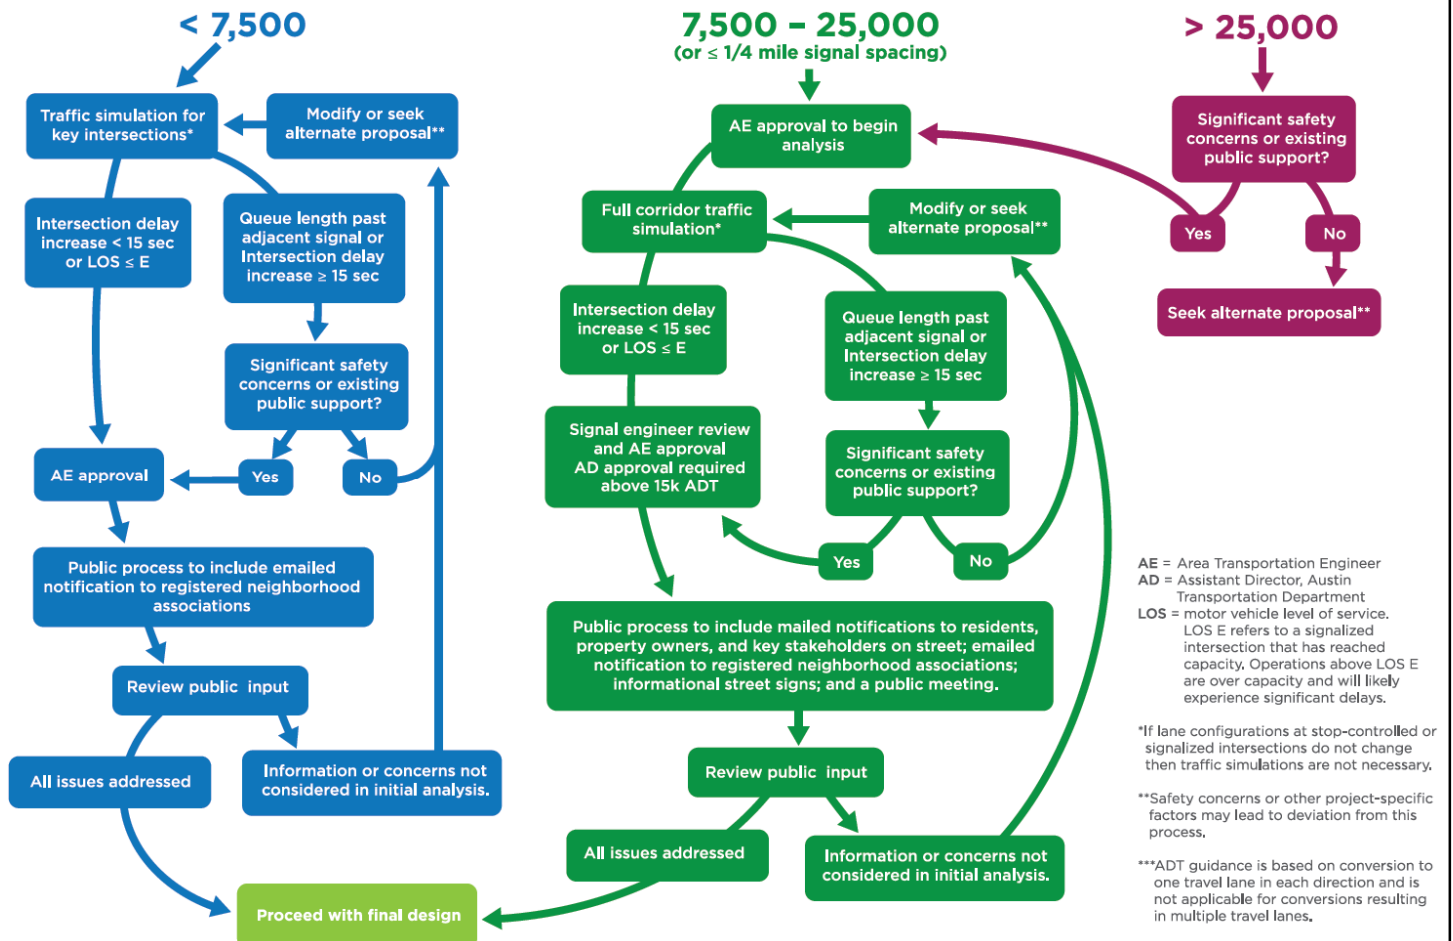 < 7,500
Traffic simulation for
key intersections*
Modify or seek
alternate proposal**
Intersection delay
increase < 15 sec
or LOS ≤ E
Queue length past
adjacent signal or
Intersection delay
increase ≥ 15 sec
Significant safety
concerns or existing
public support?
AE approval
Yes
No
Public process to include emailed
notification to registered neighborhood
associations
Review public input
All issues addressed
Information or concerns not
considered in initial analysis.
7,500 – 25,000
(or ≤ 1/4 mile signal spacing)
AE approval to begin
analysis
Full corridor traffic
simulation*
Modify or seek
alternate proposal**
Intersection delay
increase < 15 sec
or LOS ≤ E
Queue length past
adjacent signal or
Intersection delay
increase ≥ 15 sec
Signal engineer review
and AE approval
AD approval required
above 15k ADT
Significant safety
concerns or existing
public support?
Yes
No
Public process to include mailed notifications to residents,
property owners, and key stakeholders on street; emailed
notification to registered neighborhood associations;
informational street signs; and a public meeting.
Review public input
All issues addressed
Information or concerns not
considered in initial analysis.
Proceed with final design
> 25,000
Significant safety
concerns or existing
public support?
Yes
No
Seek alternate proposal**
AE = Area Transportation Engineer
AD = Assistant Director, Austin
Transportation Department
LOS = motor vehicle level of service.
LOS E refers to a signalized
intersection that has reached
capacity. Operations above LOS E
are over capacity and will likely
experience significant delays.
*If lane configurations at stop-controlled or
signalized intersections do not change
then traffic simulations are not necessary.
**Safety concerns or other project-specific
factors may lead to deviation from this
process.
***ADT guidance is based on conversion to
one travel lane in each direction and is
not applicable for conversions resulting
in multiple travel lanes.